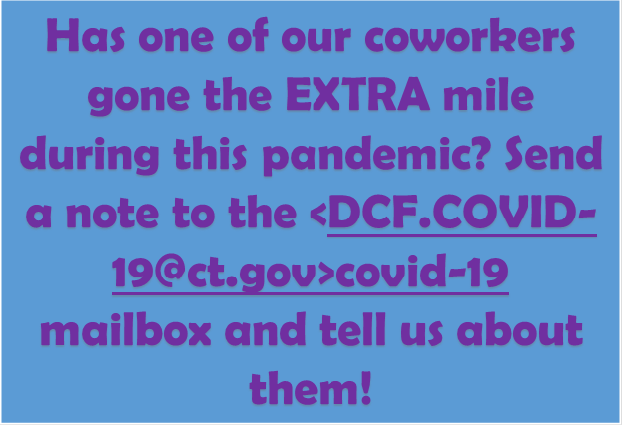 Has one of our coworkers
gone the EXTRA mile
during this pandemic? Send
a note to the <DCF.COVID-
19@ct.gov>covid-19
mailbox and tell us about
them!